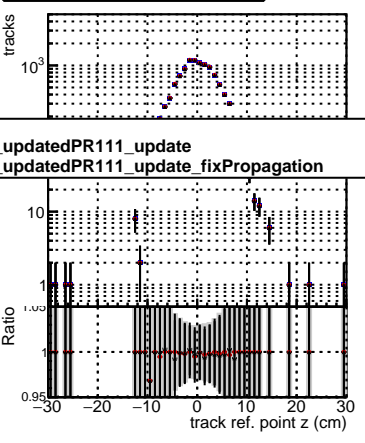 tracks
10³
_updatedPR111_update
_updatedPR111_update_fixPropagation
10
1
1.05
Ratio
1
0.95
−30 −20 −10 0 10 20 30
track ref. point z (cm)